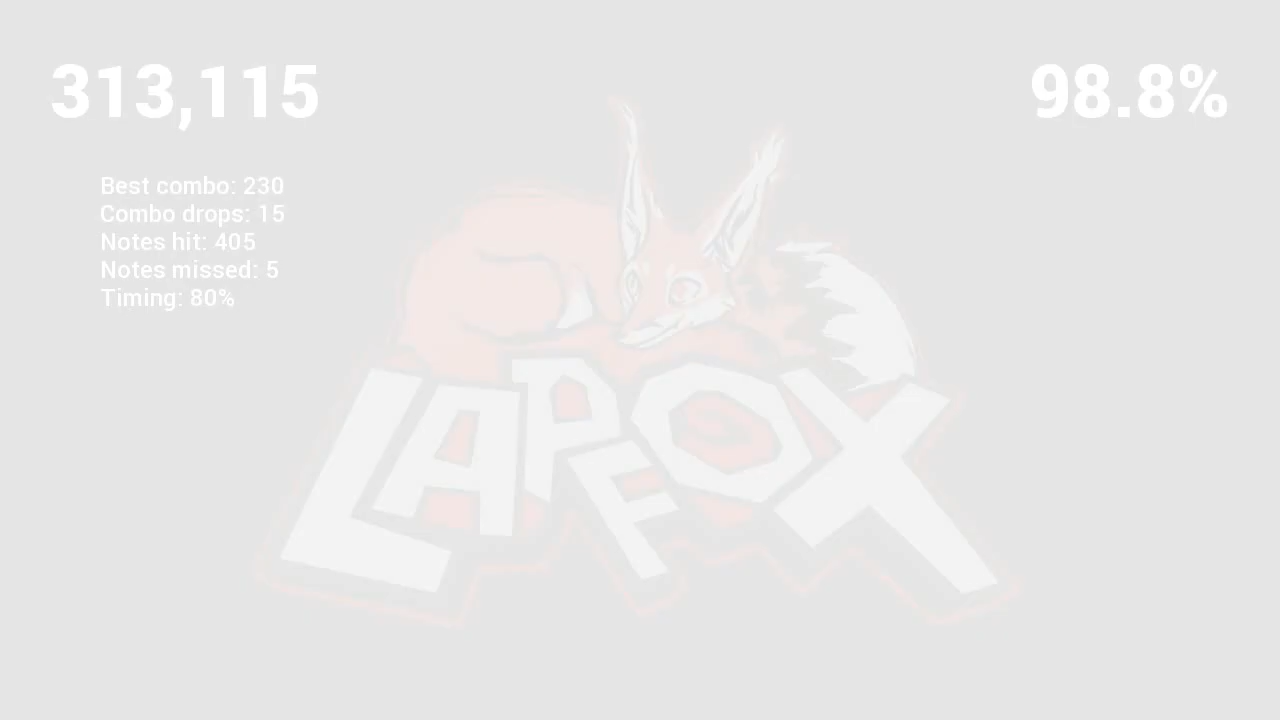 313,115
98.8%
Best combo: 230
Combo drops: 15
Notes hit: 405
Notes missed: 5
Timing: 80%
LAPFOX